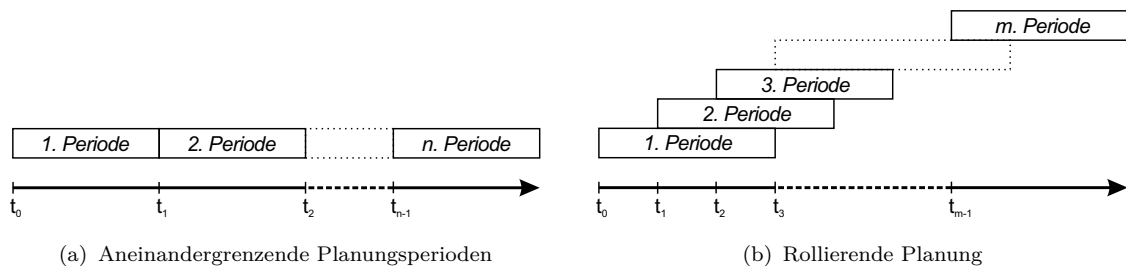 1. Periode 2. Periode n. Periode
t0 t1 t2 tn-1
(a) Aneinandergrenzende Planungsperioden
m. Periode
3. Periode
2. Periode
1. Periode
t0 t1 t2 t3 tm-1
(b) Rollierende Planung